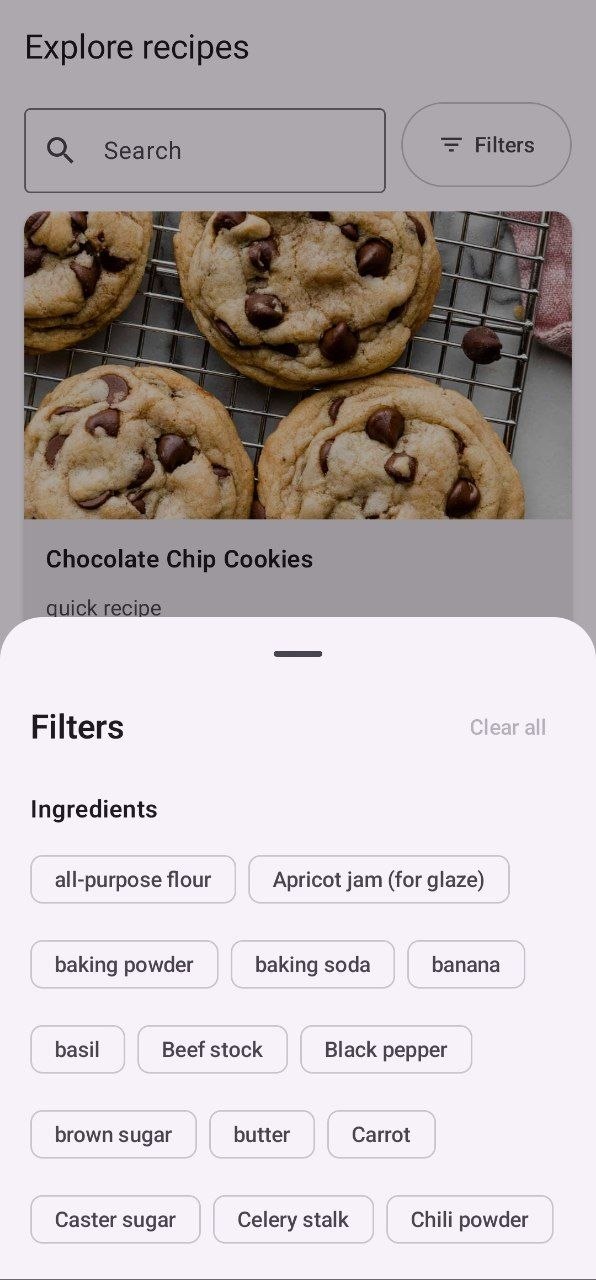 Explore recipes
Search
Filters
Chocolate Chip Cookies
quick recipe
Filters
Clear all
Ingredients
all-purpose flour
Apricot jam (for glaze)
baking powder
baking soda
banana
basil
Beef stock
Black pepper
brown sugar
butter
Carrot
Caster sugar
Celery stalk
Chili powder